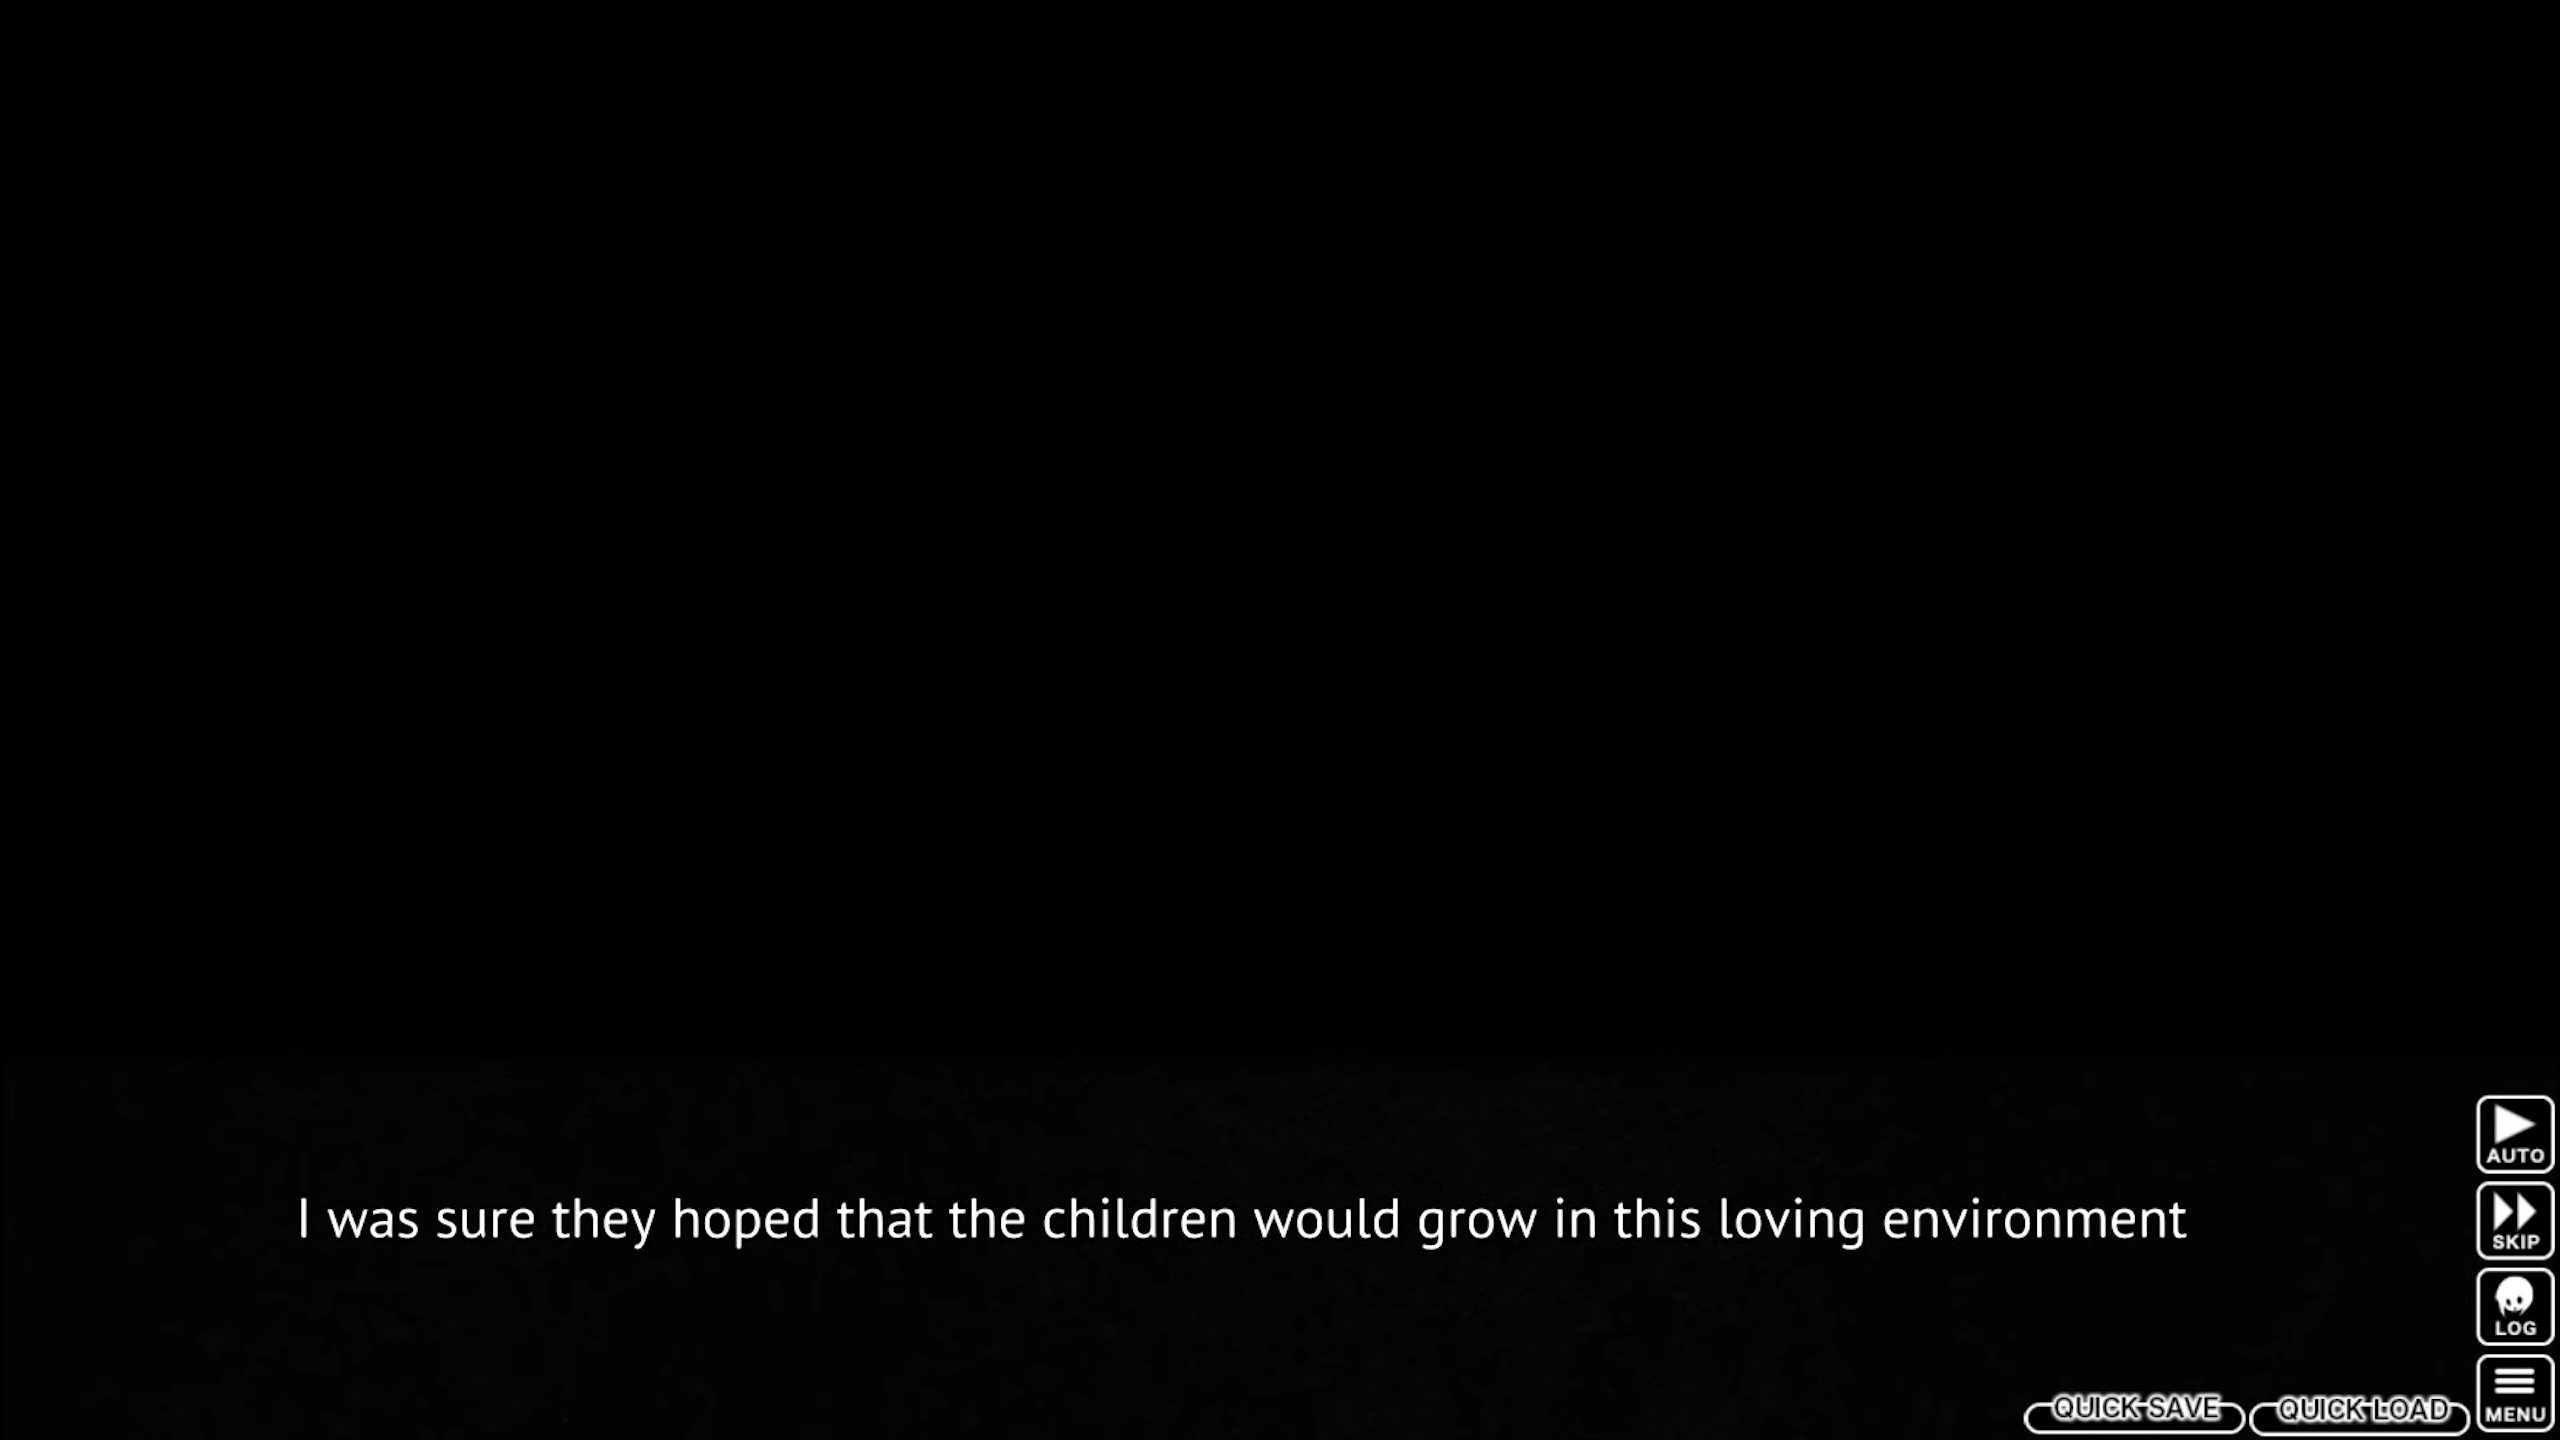 I was sure they hoped that the children would grow in this loving environment
AUTO
SKIP
LOG
MENU
QUICK SAVE
QUICK LOAD